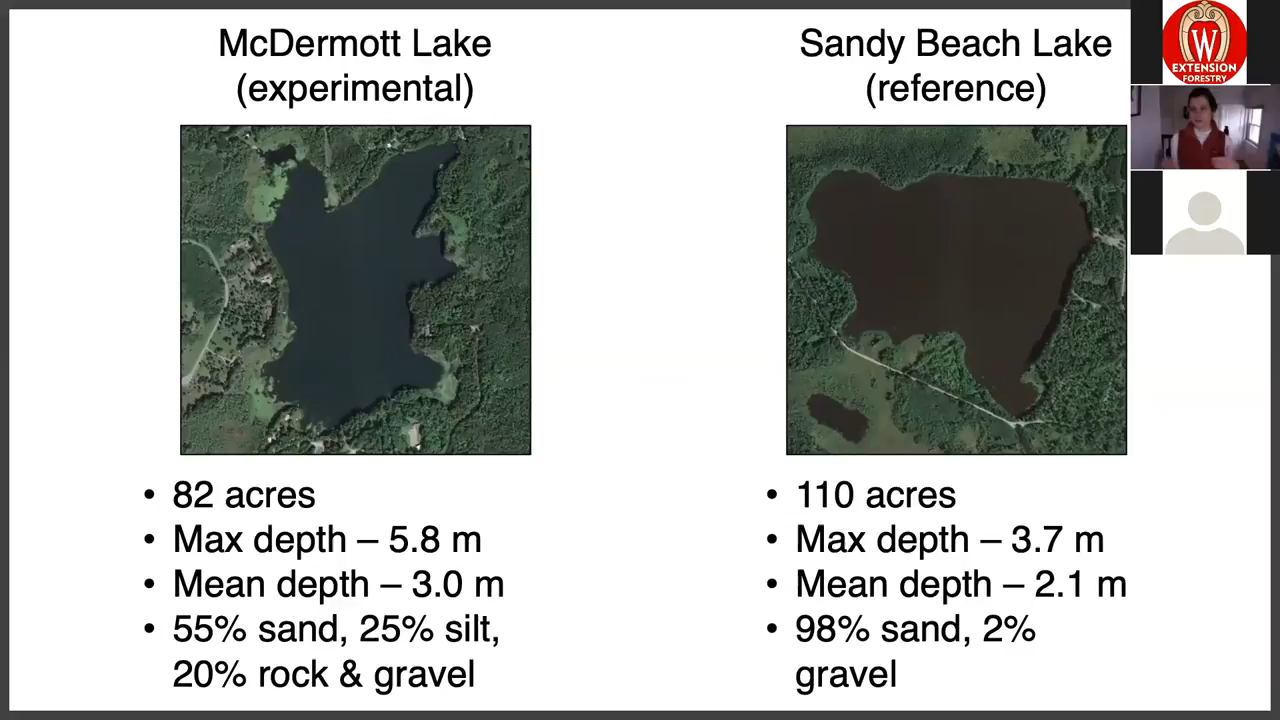 McDermott Lake
(experimental)
• 82 acres
• Max depth – 5.8 m
• Mean depth – 3.0 m
• 55% sand, 25% silt,
20% rock & gravel
Sandy Beach Lake
(reference)
• 110 acres
• Max depth – 3.7 m
• Mean depth – 2.1 m
• 98% sand, 2%
gravel
W
EXTENSION
FORESTRY